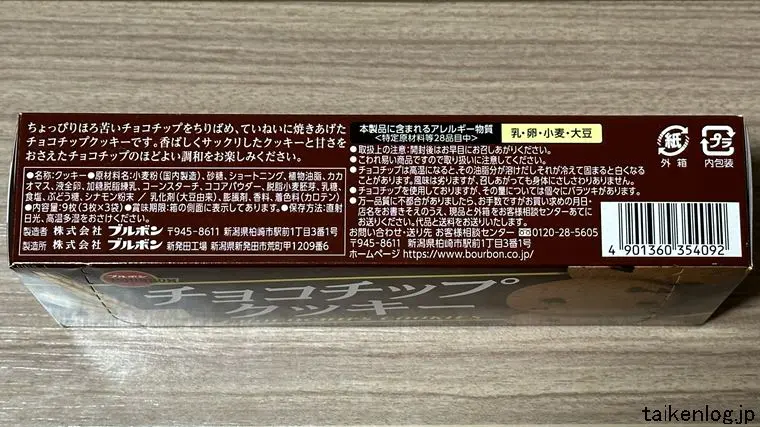 ちょっぴりほろ苦いチョコチップをちりばめ、ていねいに焼きあげた
チョコチップクッキーです。香ばしくサックリしたクッキーと甘さを
おさえたチョコチップのほどよい調和をお楽しみください。
●名称:クッキー●原材料名:小麦粉(国内製造)、砂糖、ショートニング、植物油脂、カカ
オマス、液全卵、加糖脱脂練乳、コーンスターチ、ココアパウダー、脱脂小麦胚芽、乳糖、
食塩、ぶどう糖、シナモン粉末/乳化剤(大豆由来)、膨脹剤、香料、着色料(カロテン)
●内容量:9枚(3枚×3袋)●賞味期限:箱の側面に表示してあります。●保存方法:直射
日光、高温多湿をお避けください。
製造者 株式会社ブルボン 〒945-8611 新潟県柏崎市駅前1丁目3番1号
製造所 株式会社ブルボン 新発田工場 新潟県新発田市荒町甲1209番6
本製品に含まれるアレルギー物質
<特定原材料等28品目中>
乳・卵・小麦・大豆
●取扱上の注意:開封後はお早目にお召しあがりください。
●こわれ易い商品ですので取り扱いに注意してください。
●チョコチップは高温になると、その油脂分が溶けだしそれが冷えて固まると白くなる
ことがあります。風味は劣りますが、召しあがっても身体にさしさわりありません。
●チョコチップを使用しておりますが、その量については個々にバラツキがあります。
●万一品質に不都合がありましたら、お手数ですがお買い求めの月日・
店名をお書きそえのうえ、現品と外箱をお客様相談センターあてに
お送りください。代品と送料をお送りいたします。
お問い合わせ・送り先 お客様相談センター 0120-28-5605
〒945-8611 新潟県柏崎市駅前1丁目3番1号
ホームページ https://www.bourbon.co.jp/
紙
外箱
プラ
内包装
4 901360 354092
ブルボン
チョコチップ
クッキー
taikenlog.jp